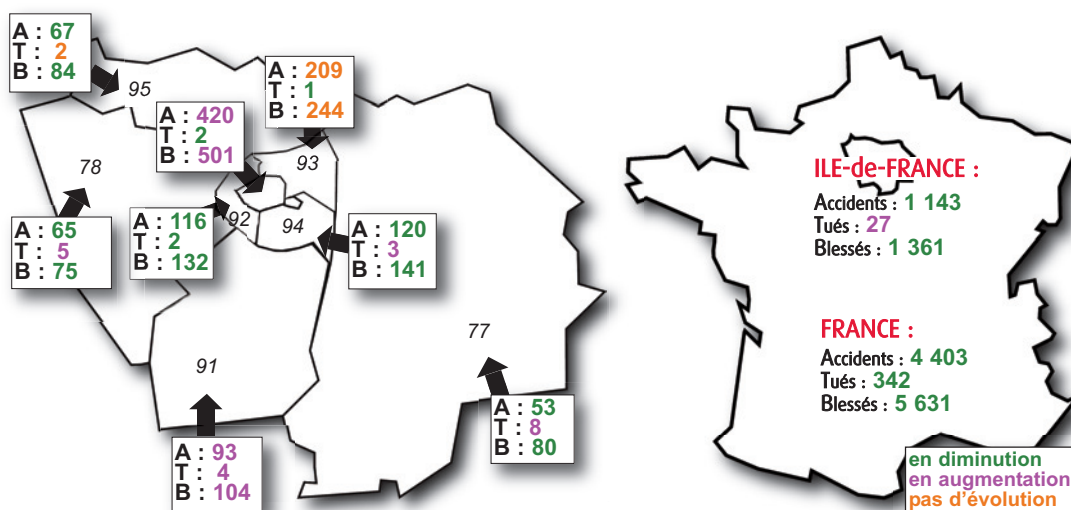 A : 67
T : 2
B : 84
95
A : 209
T : 1
B : 244
A : 420
T : 2
B : 501
93
78
A : 65
T : 5
B : 75
A : 116
T : 2
B : 132
92
94
A : 120
T : 3
B : 141
91
77
A : 93
T : 4
B : 104
A : 53
T : 8
B : 80
ILE-de-FRANCE :
Accidents : 1 143
Tués : 27
Blessés : 1 361
FRANCE :
Accidents : 4 403
Tués : 342
Blessés : 5 631
en diminution
en augmentation
pas d'évolution